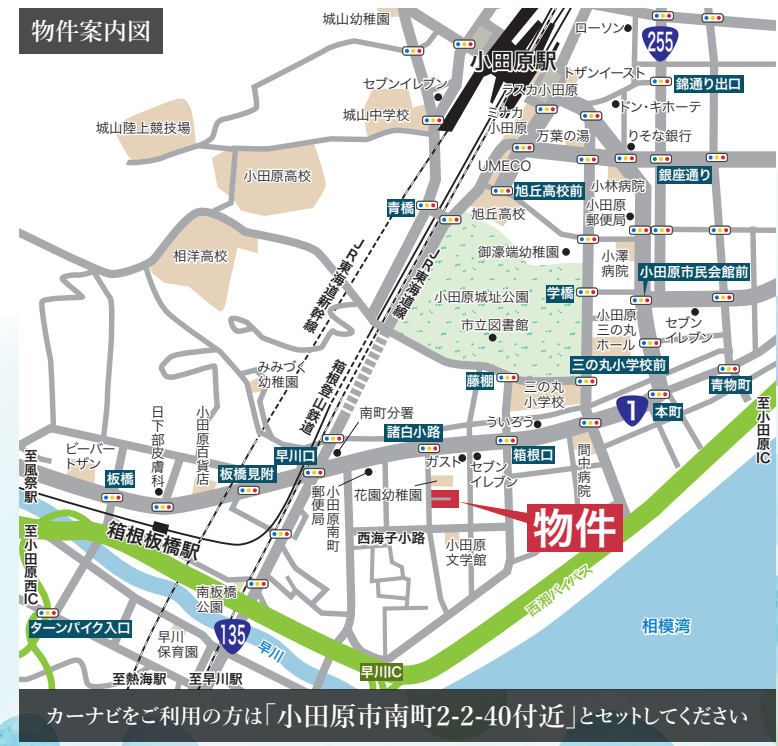 物件案内図
城山幼稚園
ローソン
255
小田原駅
トザンイースト
錦通り出口
セブンイレブン
ラスカ小田原
城山中学校
ミナカ
小田原
ドン・キホーテ
城山陸上競技場
万葉の湯
りそな銀行
小田原高校
UMECO
銀座通り
旭丘高校前
小林病院
青橋
旭丘高校
小田原
郵便局
相洋高校
JR東海道新幹線
JR東海道線
御濠端幼稚園
小澤
病院
小田原市民会館前
小田原城址公園
学橋
市立図書館
小田原
三の丸
ホール
セブン
イレブン
みみづく
幼稚園
箱根登山鉄道
藤棚
三の丸小学校前
三の丸
小学校
青物町
1
本町
至小田原IC
日下部皮膚科
小田原百貨店
南町分署
諸白小路
ういろう
ビーバー
トザン
早川口
箱根口
間中病院
至風祭駅
板橋
板橋見附
ガスト
セブン
イレブン
小田原南町
郵便局
花園幼稚園
物件
至小田原西IC
箱根板橋駅
西海子小路
小田原
文学館
南板橋
公園
西湘バイパス
ターンパイク入口
135
早川
保育園
早川
相模湾
至熱海駅
至早川駅
早川IC
カーナビをご利用の方は「小田原市南町2-2-40付近」とセットしてください